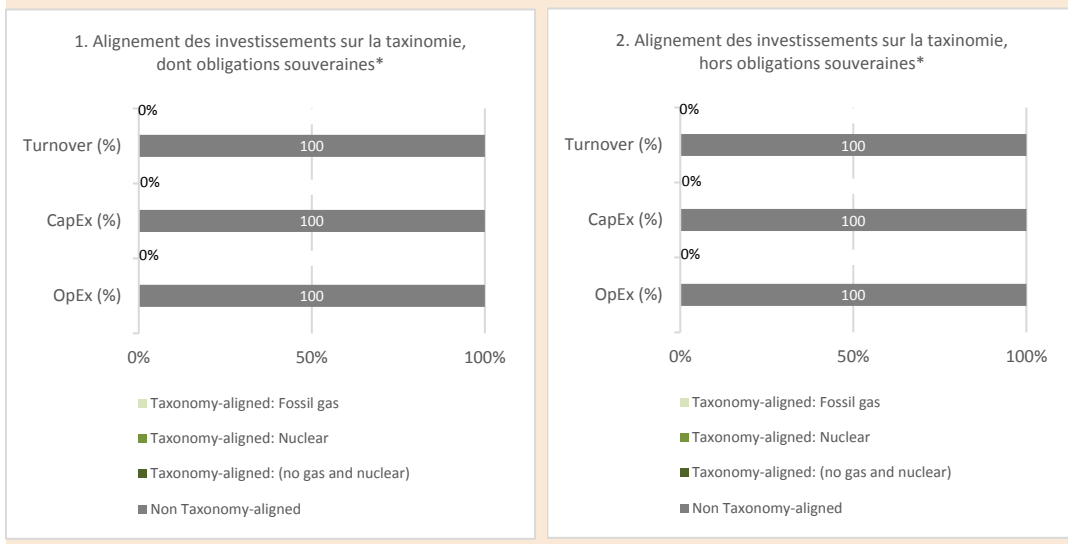 1. Alignement des investissements sur la taxinomie,
dont obligations souveraines*
0%
Turnover (%)
100
0%
CapEx (%)
100
0%
OpEx (%)
100
0%
50%
100%
Taxonomy-aligned: Fossil gas
Taxonomy-aligned: Nuclear
Taxonomy-aligned: (no gas and nuclear)
Non Taxonomy-aligned
2. Alignement des investissements sur la taxinomie,
hors obligations souveraines*
0%
Turnover (%)
100
0%
CapEx (%)
100
0%
OpEx (%)
100
0%
50%
100%
Taxonomy-aligned: Fossil gas
Taxonomy-aligned: Nuclear
Taxonomy-aligned: (no gas and nuclear)
Non Taxonomy-aligned